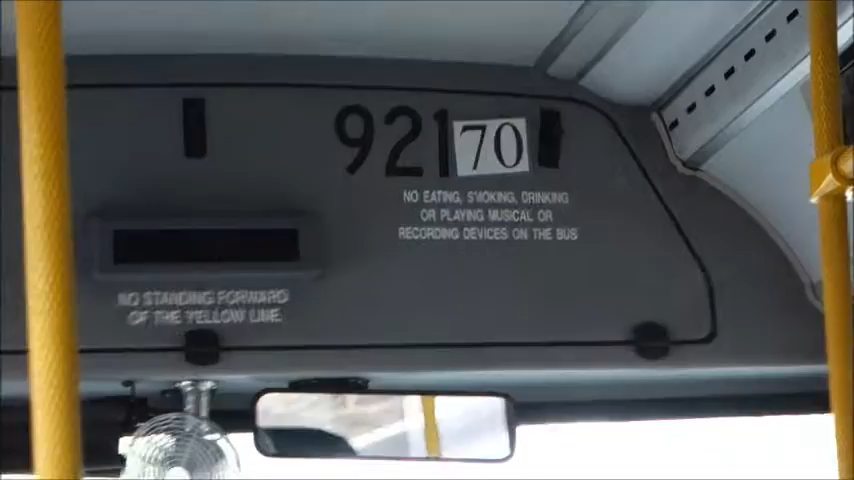 92170
NO EATING, SMOKING, DRINKING
OR PLAYING MUSICAL OR
RECORDING DEVICES ON THE BUS
NO STANDING FORWARD
OF THE YELLOW LINE